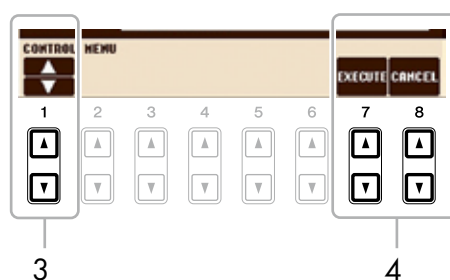 CONTROL MENU
EXECUTE CANCEL
1 2 3 4 5 6 7 8
3 4